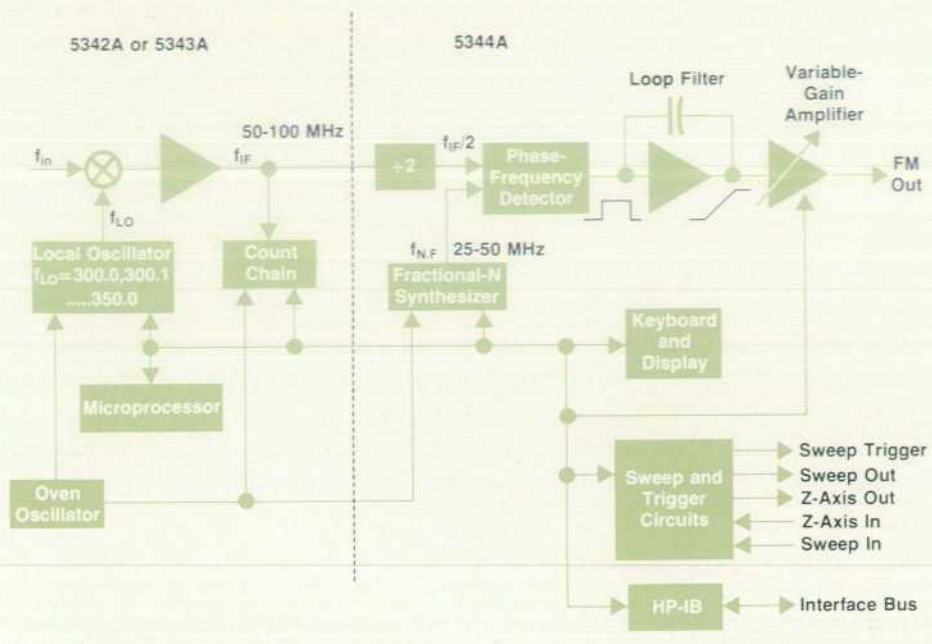 5342A or 5343A
5344A
Loop Filter
Variable-
Gain
Amplifier
50-100 MHz
f_in
f_IF
÷2
f_IF/2
Phase-
Frequency
Detector
FM
Out
f_LO
Local Oscillator
f_LO=300.0,300.1
.....350.0
Count
Chain
f_N.F 25-50 MHz
Fractional-N
Synthesizer
Keyboard
and
Display
Microprocessor
Oven
Oscillator
Sweep and
Trigger
Circuits
Sweep Trigger
Sweep Out
Z-Axis Out
Z-Axis In
Sweep In
HP-IB
Interface Bus